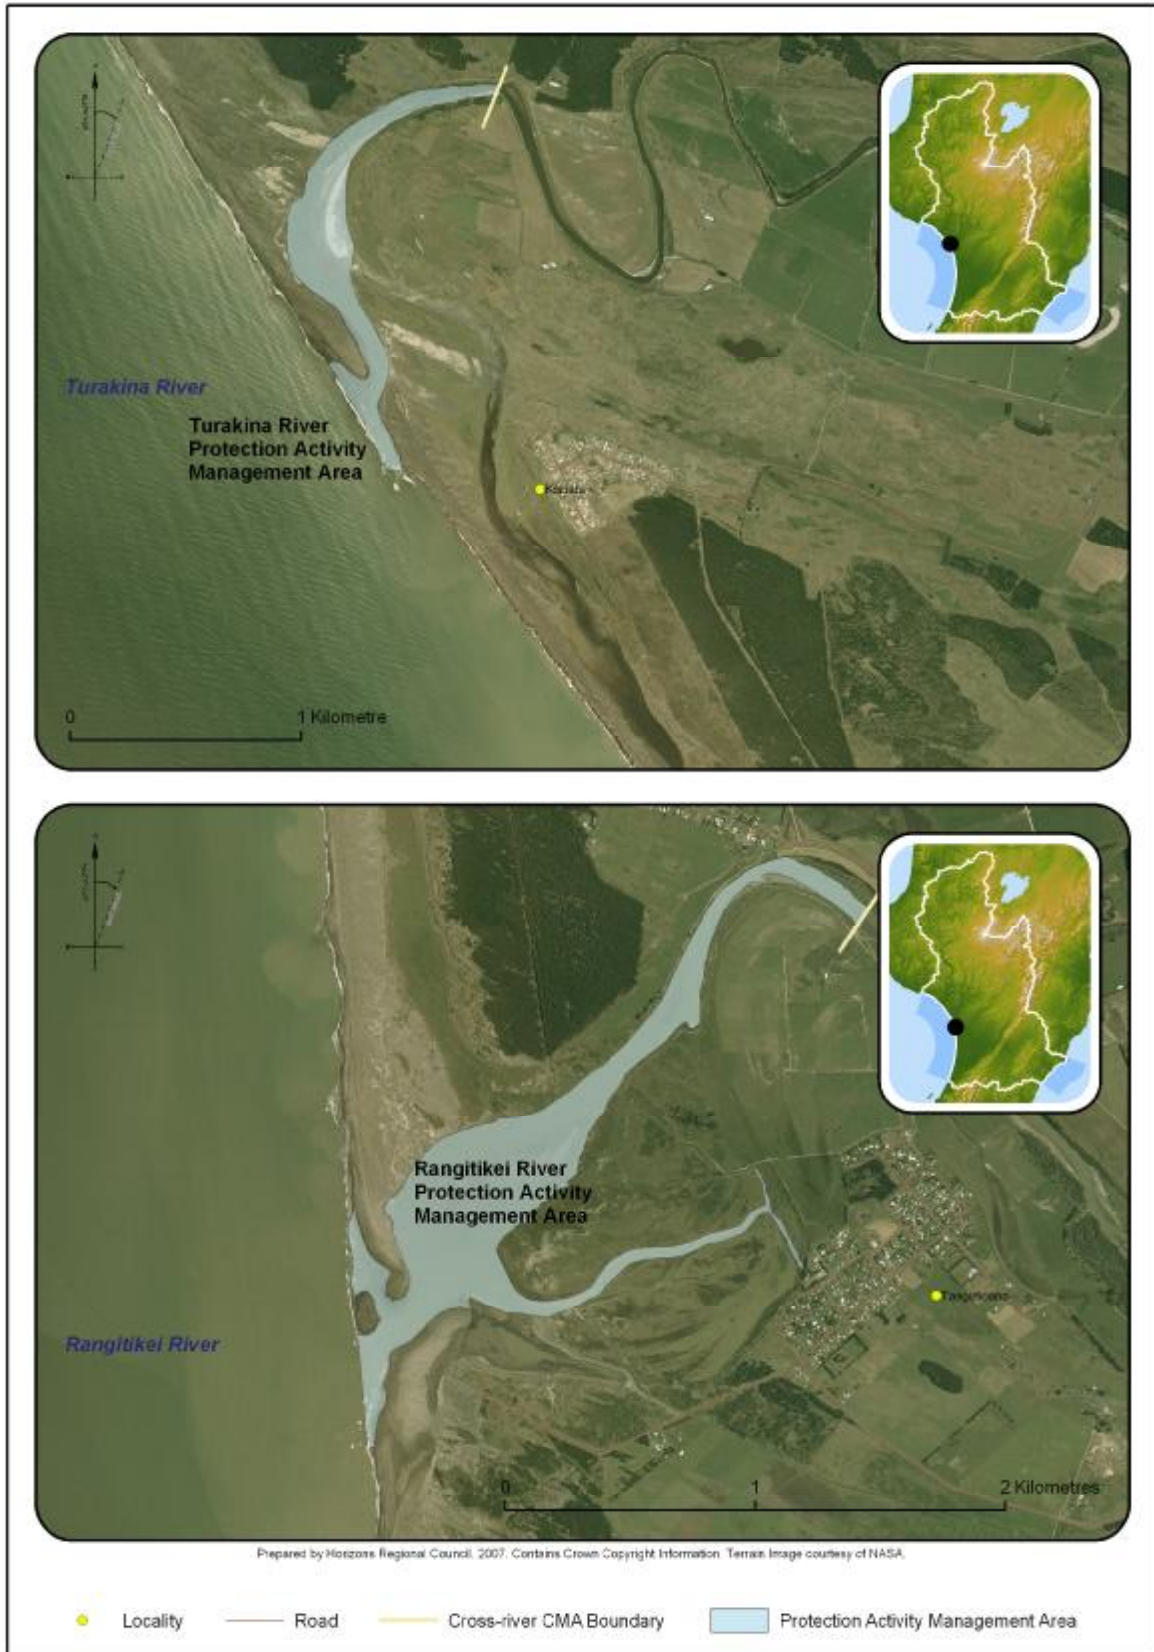 Turakina River
Turakina River
Protection Activity
Management Area
0
1 Kilometre
Rangitikei River
Protection Activity
Management Area
Rangitikei River
0
1
2 Kilometres
Prepared by Horizons Regional Council, 2007. Contains Crown Copyright Information. Terrain Image courtesy of NASA.
Locality
Road
Cross-river CMA Boundary
Protection Activity Management Area